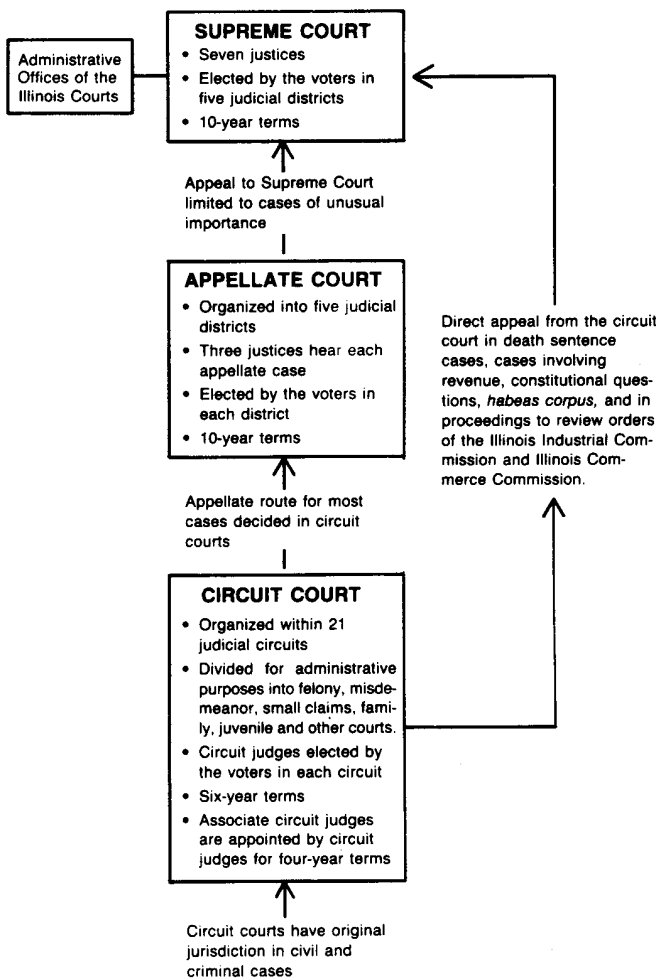 SUPREME COURT
• Seven justices
• Elected by the voters in
five judicial districts
• 10-year terms
Administrative
Offices of the
Illinois Courts
Appeal to Supreme Court
limited to cases of unusual
importance
APPELLATE COURT
• Organized into five judicial
districts
• Three justices hear each
appellate case
• Elected by the voters in
each district
• 10-year terms
Direct appeal from the circuit
court in death sentence
cases, cases involving
revenue, constitutional ques-
tions, habeas corpus, and in
proceedings to review orders
of the Illinois Industrial Com-
mission and Illinois Com-
merce Commission.
Appellate route for most
cases decided in circuit
courts
CIRCUIT COURT
• Organized within 21
judicial circuits
• Divided for administrative
purposes into felony, misde-
meanor, small claims, fami-
ly, juvenile and other courts.
• Circuit judges elected by
the voters in each circuit
• Six-year terms
• Associate circuit judges
are appointed by circuit
judges for four-year terms
Circuit courts have original
jurisdiction in civil and
criminal cases